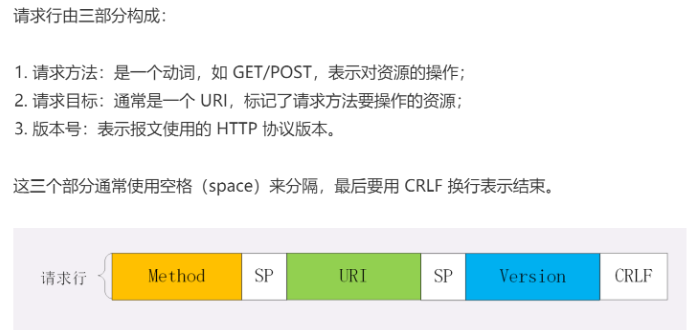 请求行由三部分构成：
1. 请求方法：是一个动词，如 GET/POST，表示对资源的操作；
2. 请求目标：通常是一个 URI，标记了请求方法要操作的资源；
3. 版本号：表示报文使用的 HTTP 协议版本。
这三个部分通常使用空格（space）来分隔，最后要用 CRLF 换行表示结束。
请求行 Method SP URI SP Version CRLF